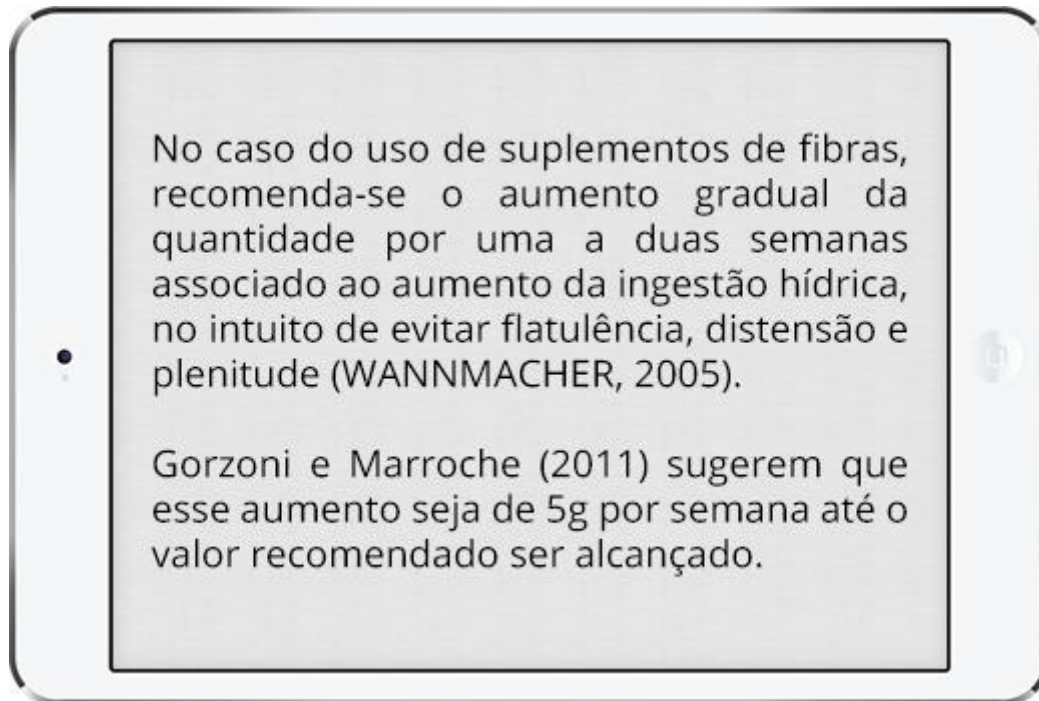 No caso do uso de suplementos de fibras,
recomenda-se o aumento gradual da
quantidade por uma a duas semanas
associado ao aumento da ingestão hídrica,
no intuito de evitar flatulência, distensão e
plenitude (WANNMACHER, 2005).
Gorzoni e Marroche (2011) sugerem que
esse aumento seja de 5g por semana até o
valor recomendado ser alcançado.